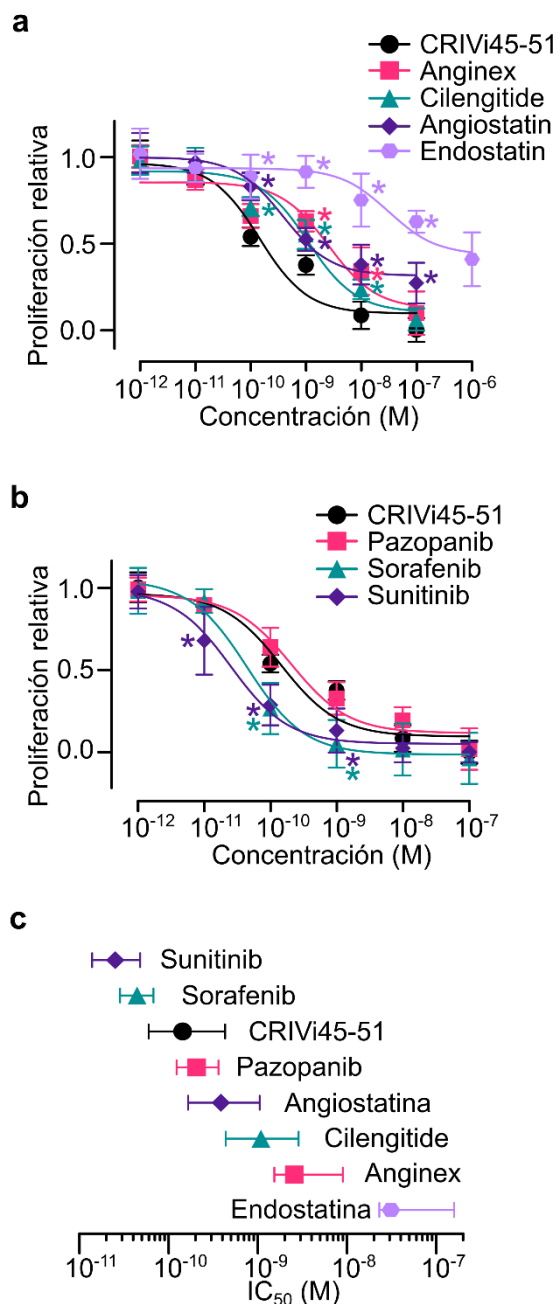 a
CRIVi45-51
Anginex
Cilengitide
Angiostatin
Endostatin
Proliferación relativa
1.0
0.5
0.0
* * * *
* * * *
* * *
* * *
10-12 10-11 10-10 10-9 10-8 10-7 10-6
Concentración (M)
b
CRIVi45-51
Pazopanib
Sorafenib
Sunitinib
Proliferación relativa
1.0
0.5
0.0
* * *
* *
10-12 10-11 10-10 10-9 10-8 10-7
Concentración (M)
c
Sunitinib
Sorafenib
CRIVi45-51
Pazopanib
Angiostatina
Cilengitide
Anginex
Endostatina
10-11 10-10 10-9 10-8 10-7
IC50 (M)